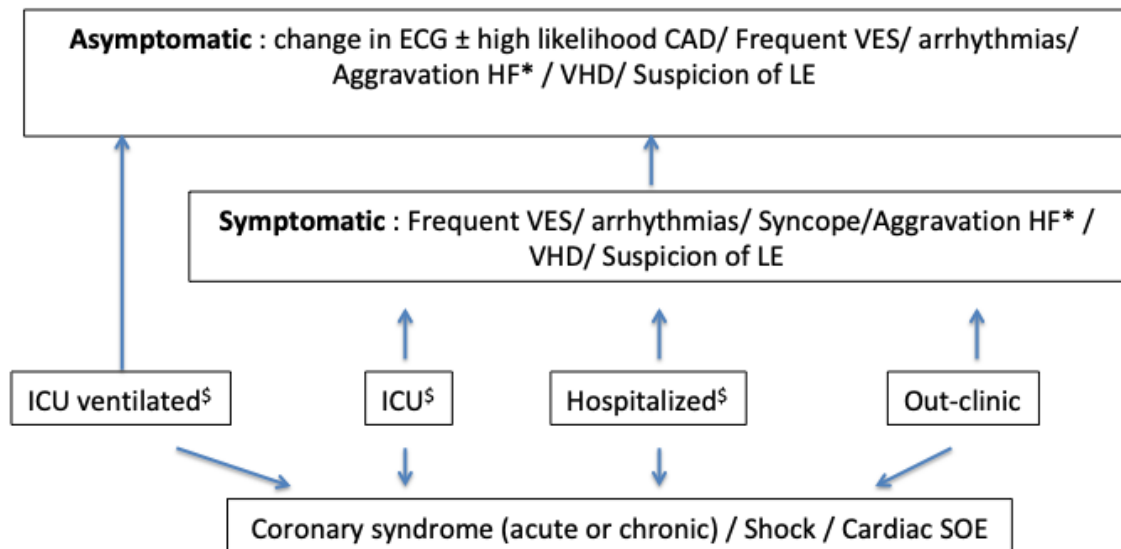 Asymptomatic : change in ECG ± high likelihood CAD/ Frequent VES/ arrhythmias/
Aggravation HF* / VHD/ Suspicion of LE
Symptomatic : Frequent VES/ arrhythmias/ Syncope/Aggravation HF* /
VHD/ Suspicion of LE
ICU ventilated$
ICU$
Hospitalized$
Out-clinic
Coronary syndrome (acute or chronic) / Shock / Cardiac SOE